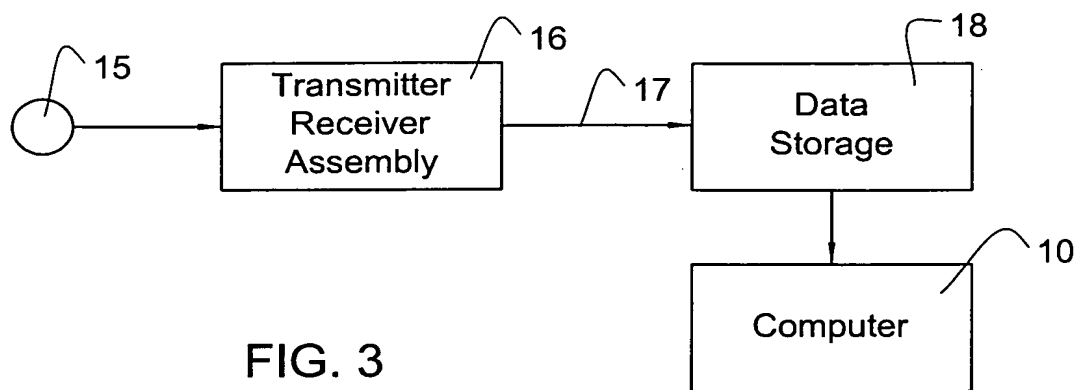 15
16
Transmitter
Receiver
Assembly
17
18
Data
Storage
10
Computer
FIG. 3